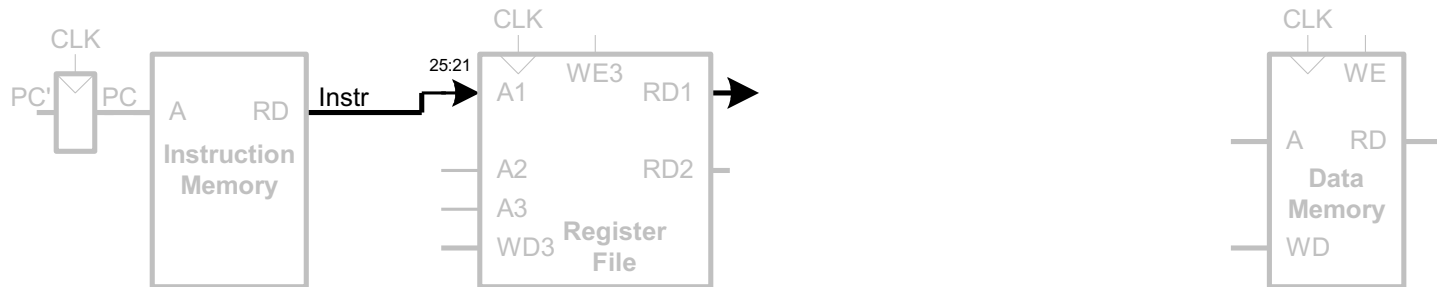 CLK
PC'
PC
A
RD
Instruction
Memory
Instr
25:21
CLK
WE3
A1
RD1
A2
RD2
A3
WD3
Register
File
CLK
WE
A
RD
Data
Memory
WD